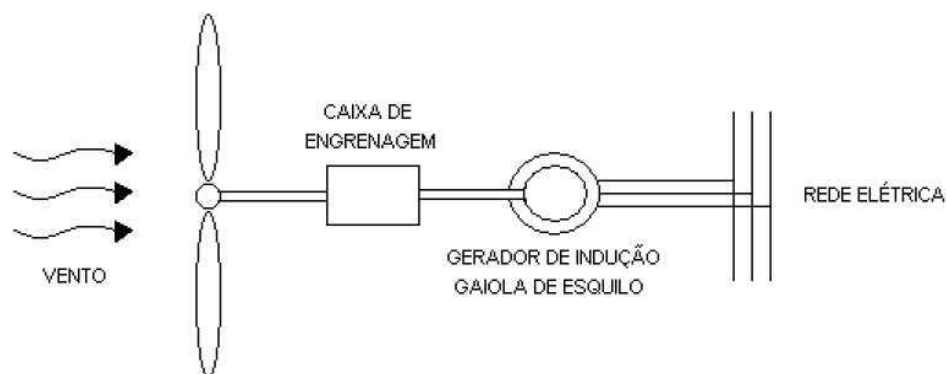 CAIXA DE
ENGRENAGEM
REDE ELÉTRICA
GERADOR DE INDUÇÃO
GAIOLA DE ESQUILO
VENTO